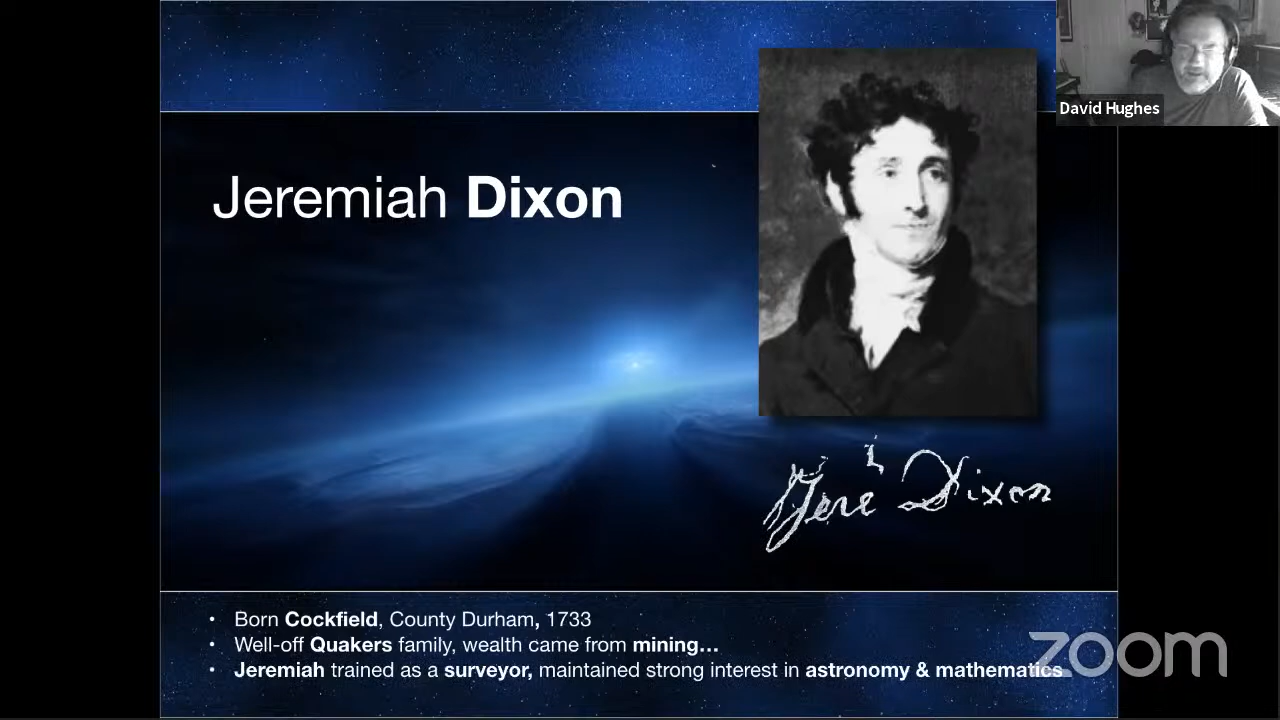 David Hughes
Jeremiah Dixon
Jere Dixon
• Born Cockfield, County Durham, 1733
• Well-off Quakers family, wealth came from mining...
• Jeremiah trained as a surveyor, maintained strong interest in astronomy & mathematics
zoom